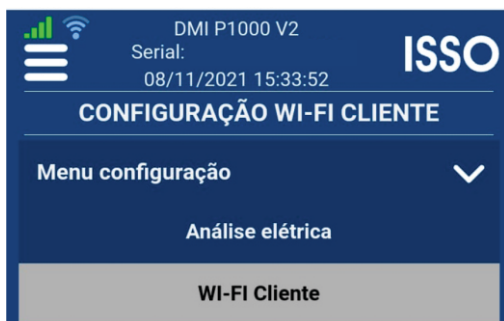 DMI P1000 V2
Serial:
ISSO
08/11/2021 15:33:52
CONFIGURAÇÃO WI-FI CLIENTE
Menu configuração
Análise elétrica
WI-FI Cliente